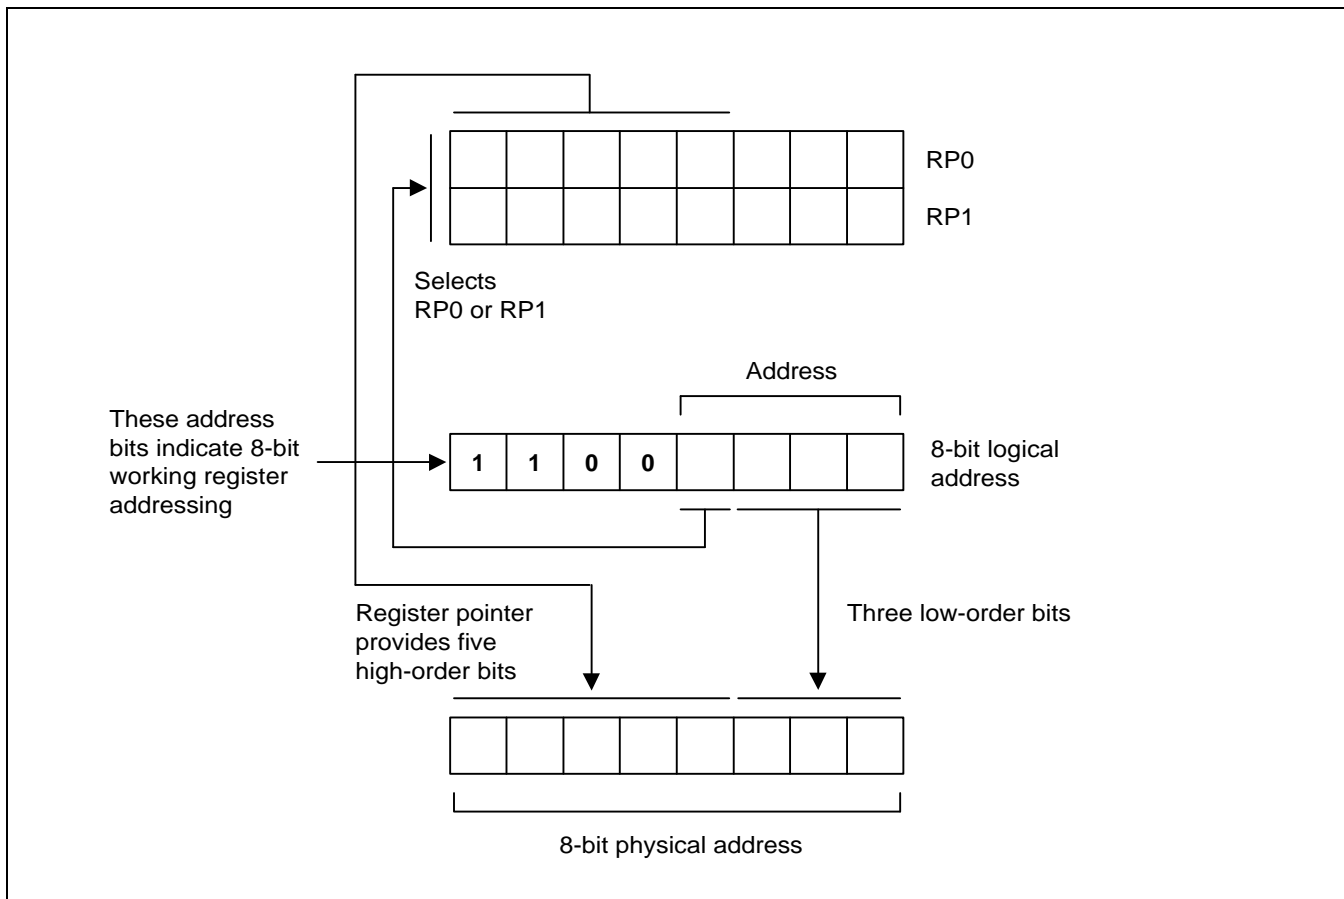 RP0
RP1
Selects
RP0 or RP1
Address
These address
bits indicate 8-bit
working register
addressing
1 1 0 0
8-bit logical
address
Register pointer
provides five
high-order bits
Three low-order bits
8-bit physical address